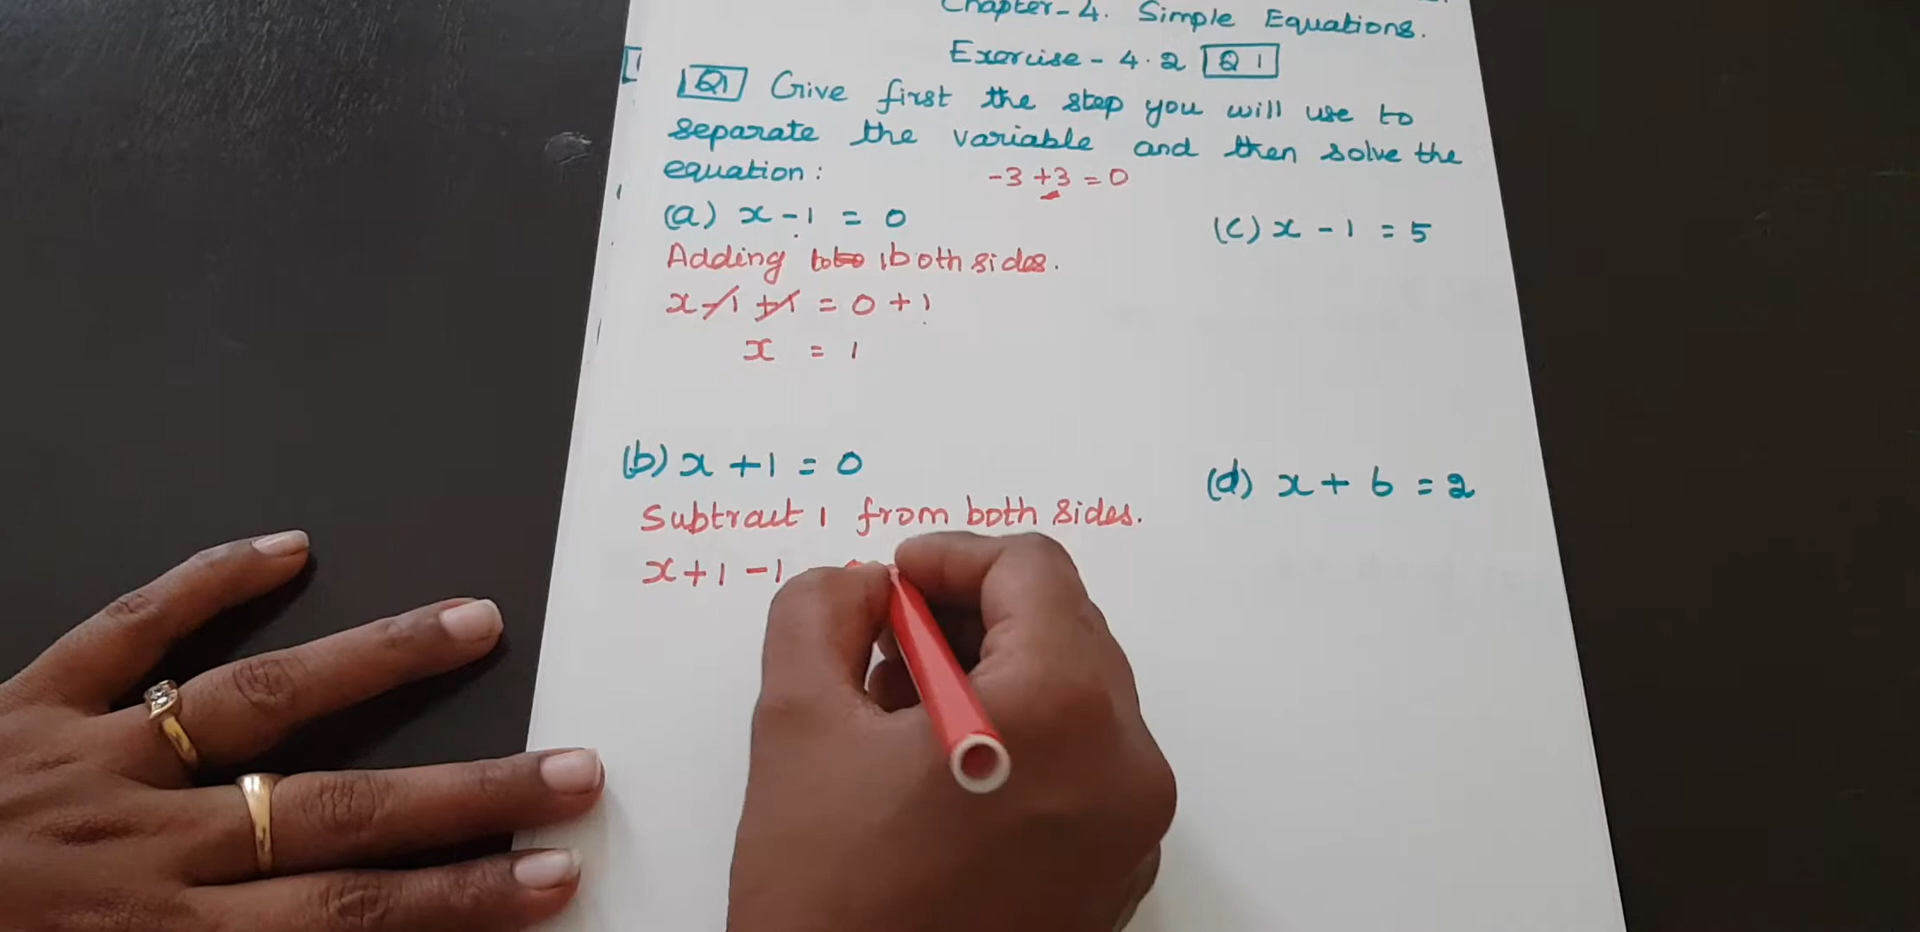 Chapter-4. Simple Equations.
Exercise - 4.2 Q1
Q1 Give first the step you will use to
separate the variable and then solve the
equation:
-3 +3 = 0
(a) x - 1 = 0
Adding 1 both sides.
x - 1 + 1 = 0 + 1
x = 1
(b) x + 1 = 0
Subtract 1 from both sides.
x + 1 - 1
(c) x - 1 = 5
(d) x + 6 = 2